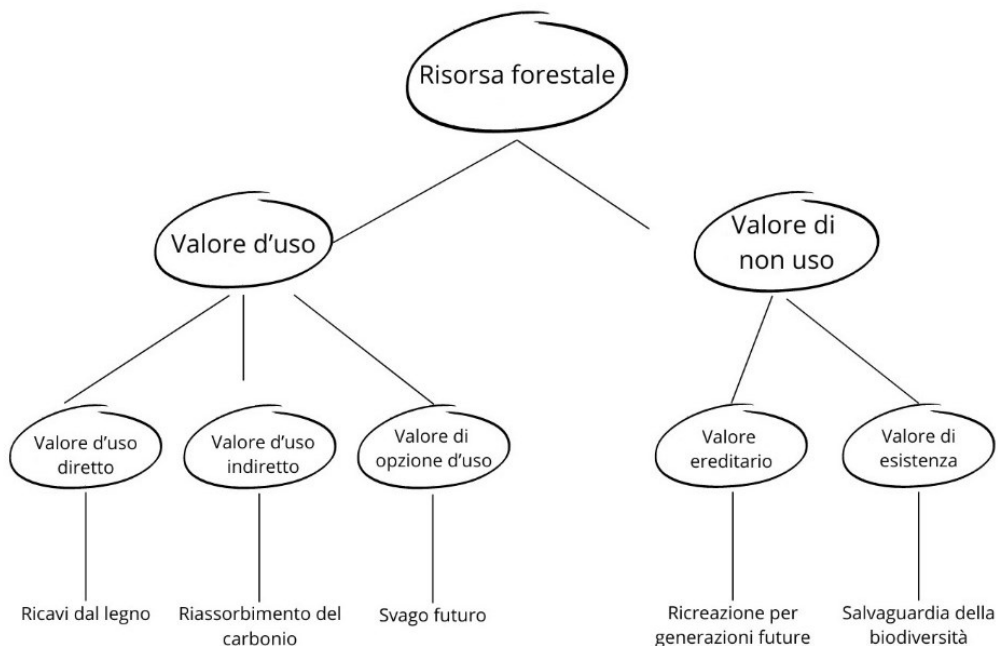 Risorsa forestale
Valore d'uso
Valore di
non uso
Valore d'uso
diretto
Valore d'uso
indiretto
Valore di
opzione d'uso
Valore
ereditario
Valore di
esistenza
Ricavi dal legno
Riassorbimento del
carbonio
Svago futuro
Ricreazione per
generazioni future
Salvaguardia della
biodiversità